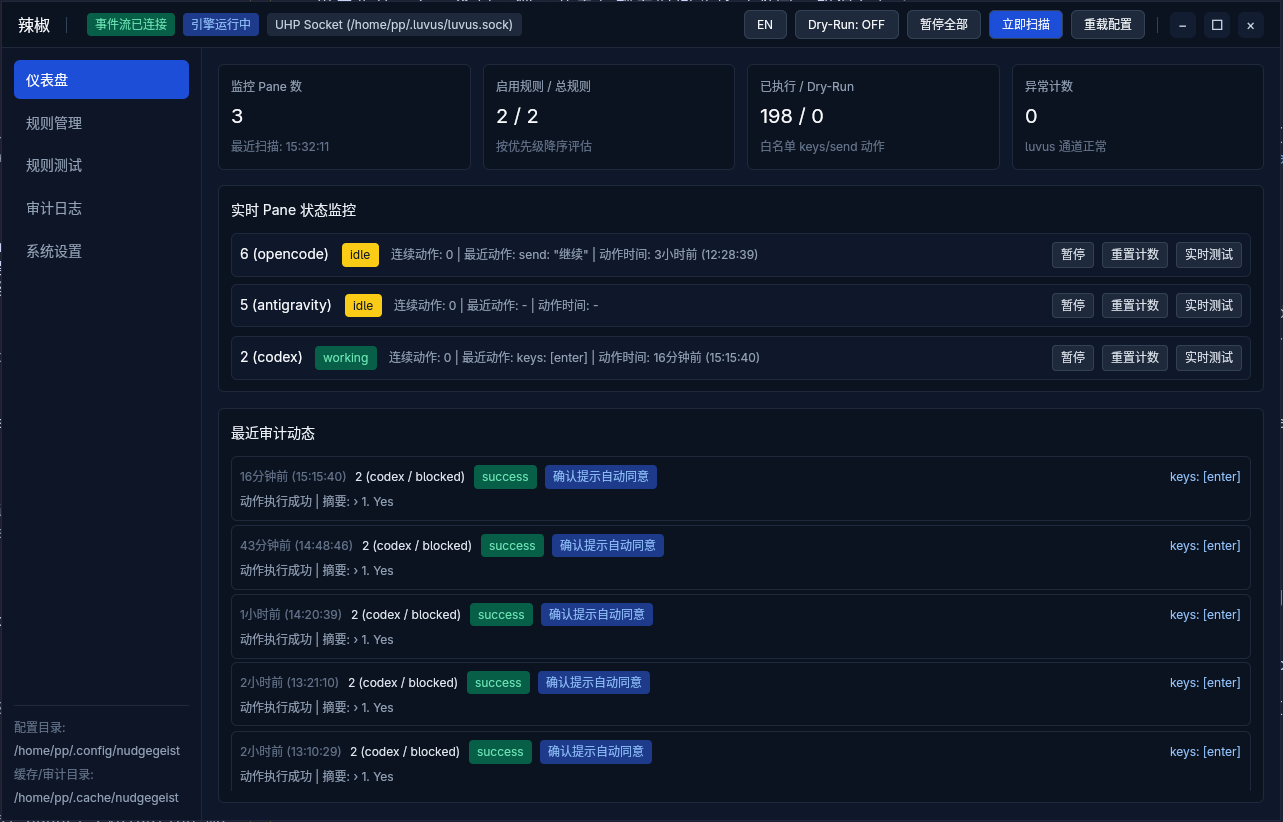 辣椒 事件流已连接 引擎运行中 UHP Socket (/home/pp/.luvus/luvus.sock) EN Dry-Run: OFF 暂停全部 立即扫描 重载配置
仪表盘
规则管理
规则测试
审计日志
系统设置
配置目录:
/home/pp/.config/nudgegeist
缓存/审计目录:
/home/pp/.cache/nudgegeist
监控 Pane 数
3
最近扫描: 15:32:11
启用规则 / 总规则
2 / 2
按优先级降序评估
已执行 / Dry-Run
198 / 0
白名单 keys/send 动作
异常计数
0
luvus 通道正常
实时 Pane 状态监控
6 (opencode) idle 连续动作: 0 | 最近动作: send: "继续" | 动作时间: 3小时前 (12:28:39) 暂停 重置计数 实时测试
5 (antigravity) idle 连续动作: 0 | 最近动作: - | 动作时间: - 暂停 重置计数 实时测试
2 (codex) working 连续动作: 0 | 最近动作: keys: [enter] | 动作时间: 16分钟前 (15:15:40) 暂停 重置计数 实时测试
最近审计动态
16分钟前 (15:15:40) 2 (codex / blocked) success 确认提示自动同意 keys: [enter]
动作执行成功 | 摘要: › 1. Yes
43分钟前 (14:48:46) 2 (codex / blocked) success 确认提示自动同意 keys: [enter]
动作执行成功 | 摘要: › 1. Yes
1小时前 (14:20:39) 2 (codex / blocked) success 确认提示自动同意 keys: [enter]
动作执行成功 | 摘要: › 1. Yes
2小时前 (13:21:10) 2 (codex / blocked) success 确认提示自动同意 keys: [enter]
动作执行成功 | 摘要: › 1. Yes
2小时前 (13:10:29) 2 (codex / blocked) success 确认提示自动同意 keys: [enter]
动作执行成功 | 摘要: › 1. Yes